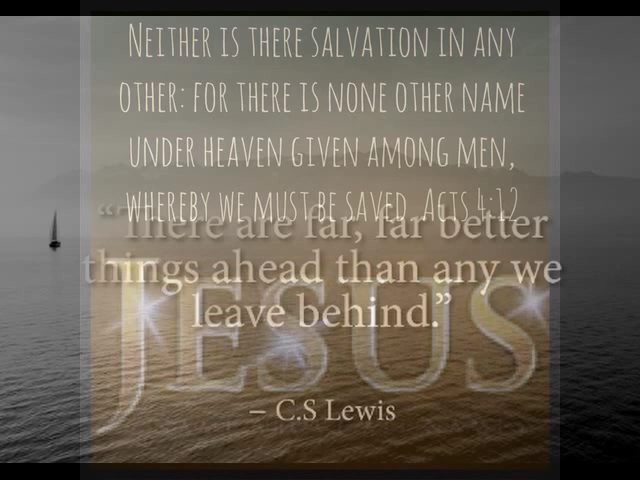 Neither is there salvation in any
other: for there is none other name
under heaven given among men,
whereby we must be saved. Acts 4:12
“There are far, far better
things ahead than any we
leave behind.”
JESUS
– C.S Lewis